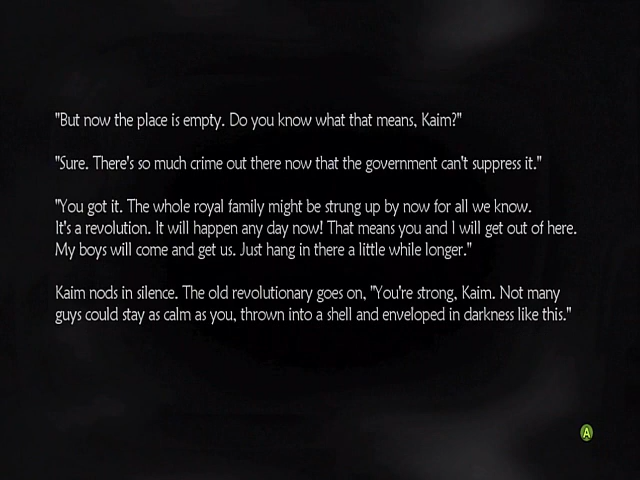 "But now the place is empty. Do you know what that means, Kaim?"
"Sure. There's so much crime out there now that the government can't suppress it."
"You got it. The whole royal family might be strung up by now for all we know.
It's a revolution. It will happen any day now! That means you and I will get out of here.
My boys will come and get us. Just hang in there a little while longer."
Kaim nods in silence. The old revolutionary goes on, "You're strong, Kaim. Not many
guys could stay as calm as you, thrown into a shell and enveloped in darkness like this."
A